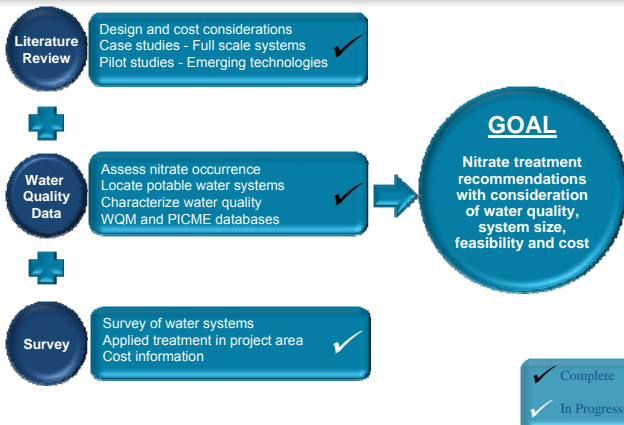 Literature
Review
Design and cost considerations
Case studies - Full scale systems
Pilot studies - Emerging technologies
Water
Quality
Data
Assess nitrate occurrence
Locate potable water systems
Characterize water quality
WQM and PICME databases
Survey
Survey of water systems
Applied treatment in project area
Cost information
GOAL
Nitrate treatment
recommendations
with consideration
of water quality,
system size,
feasibility and cost
Complete
In Progress